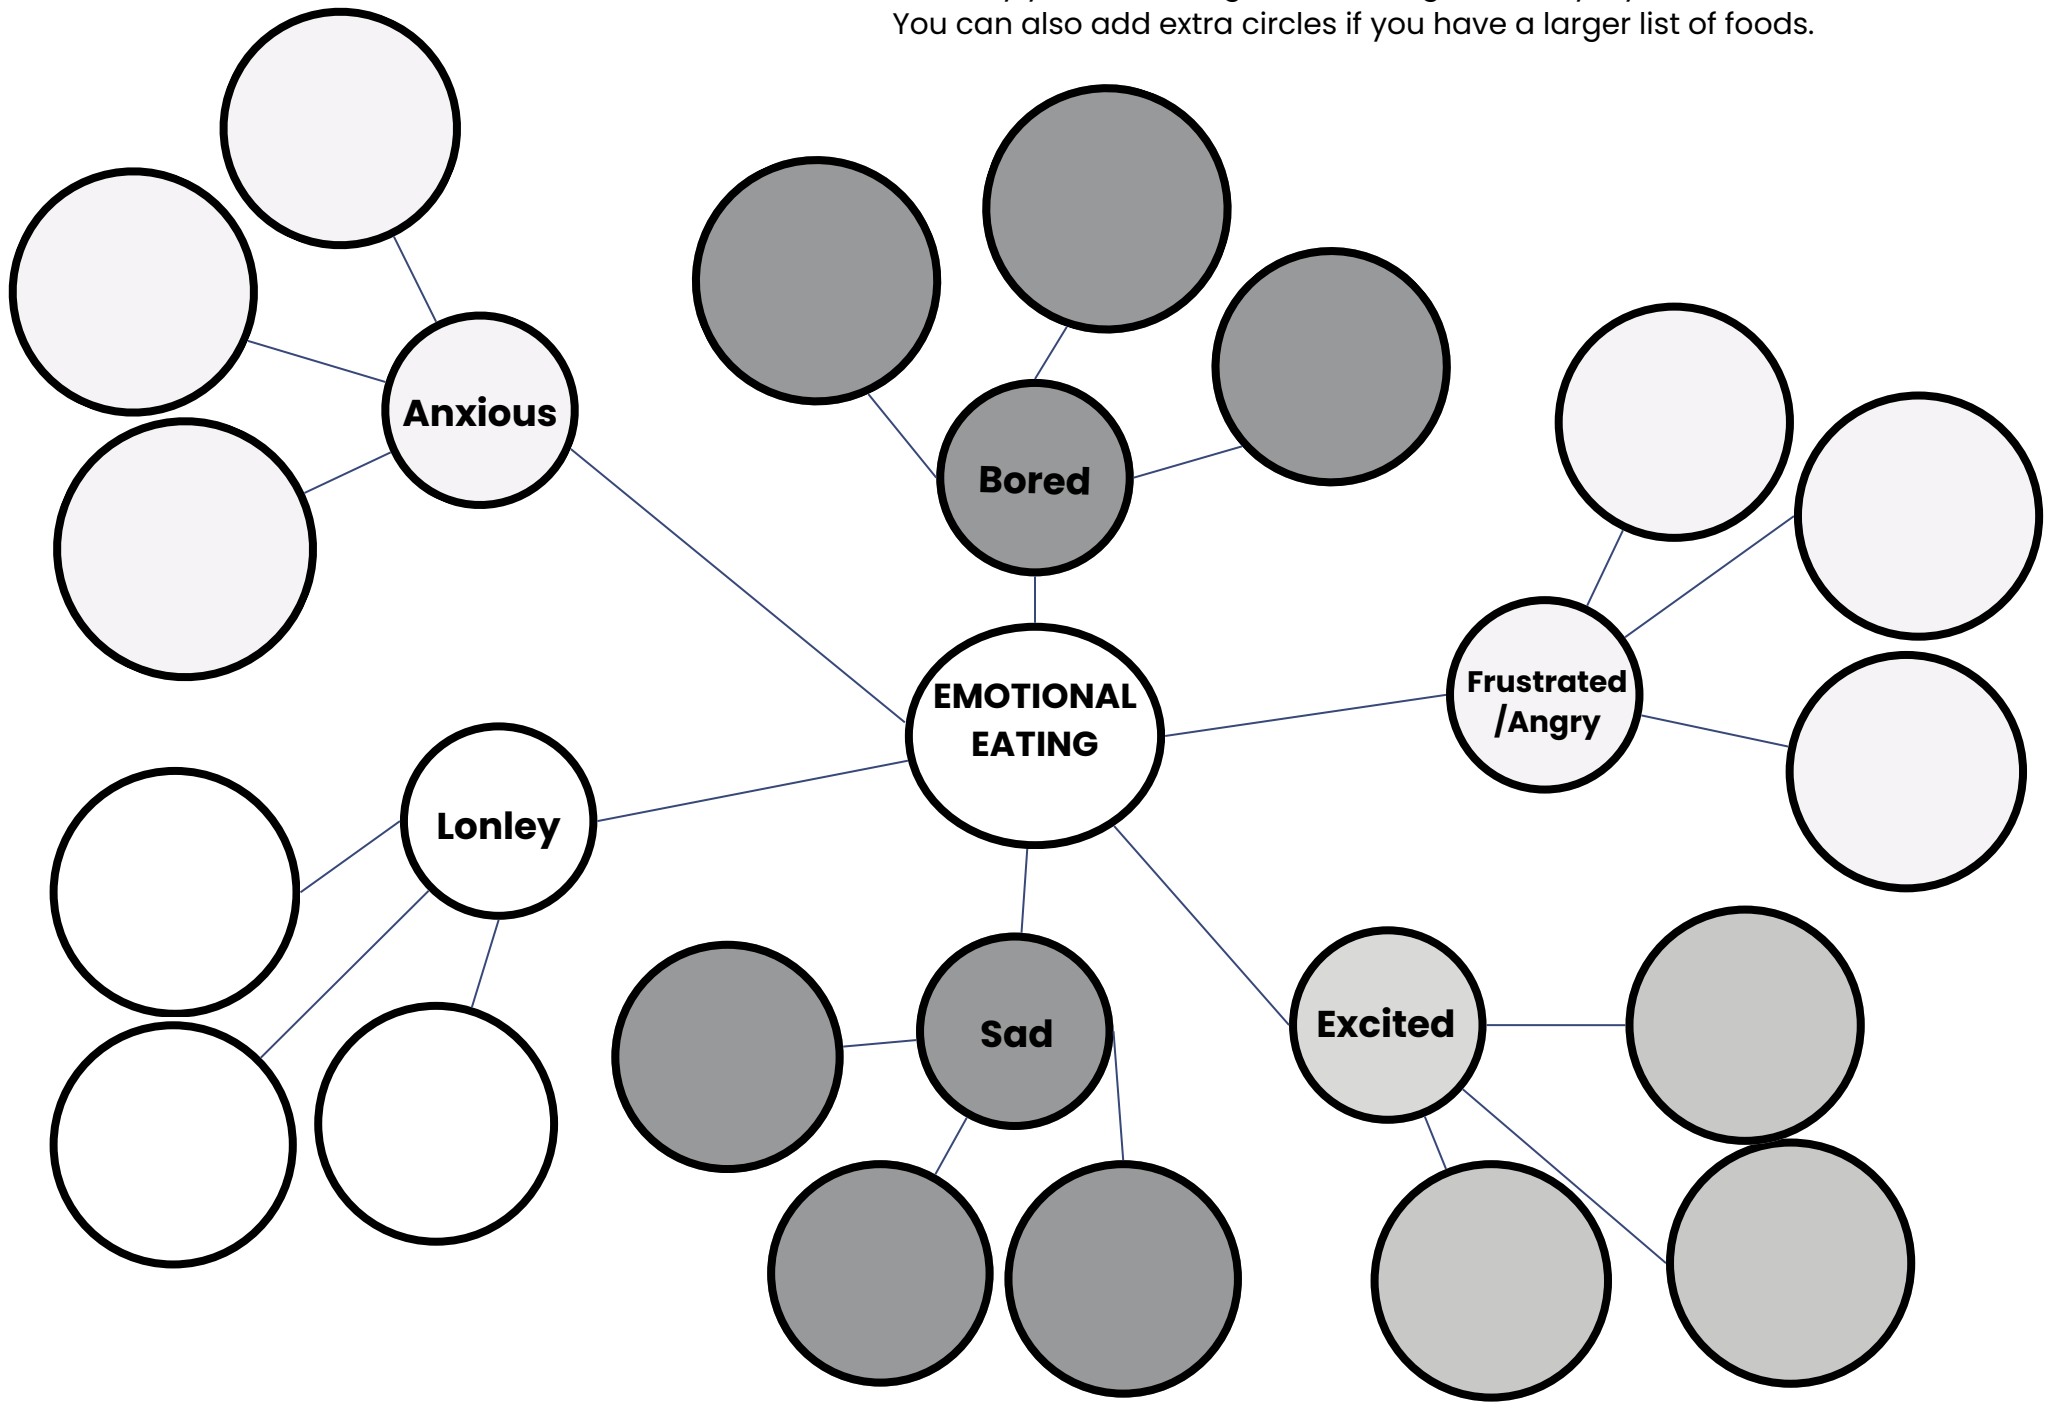 You can also add extra circles if you have a larger list of foods.
Anxious
Bored
Frustrated
/Angry
EMOTIONAL
EATING
Lonley
Sad
Excited